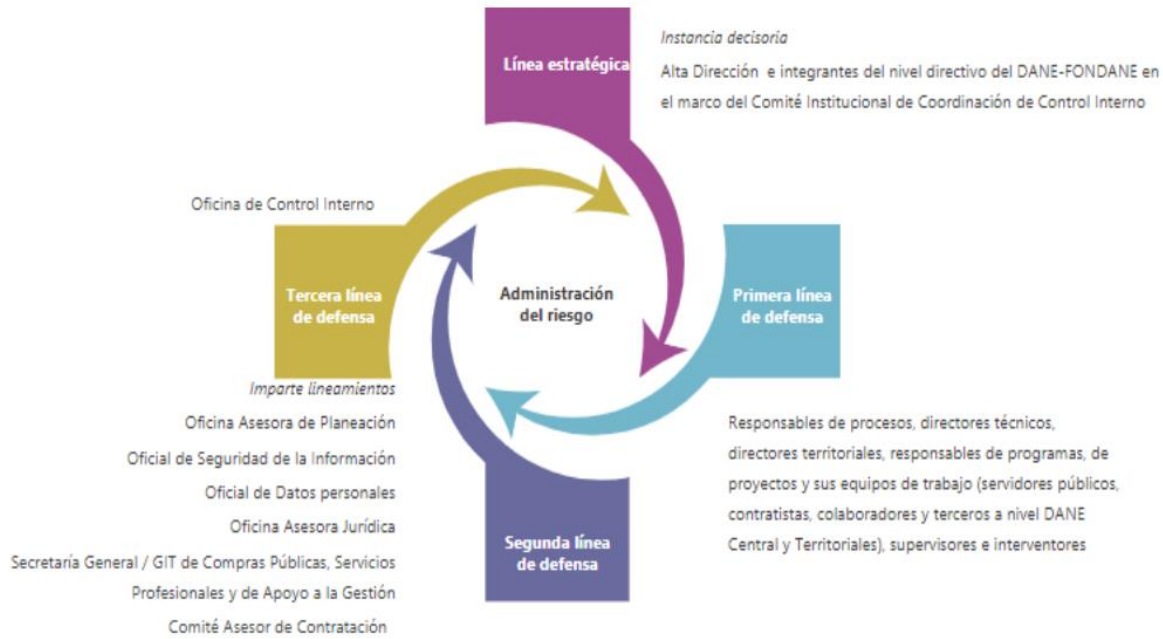 Línea estratégica
Instancia decisoria
Alta Dirección e integrantes del nivel directivo del DANE-FONDANE en
el marco del Comité Institucional de Coordinación de Control Interno
Oficina de Control Interno
Tercera línea
de defensa
Administración
del riesgo
Primera línea
de defensa
Imparte lineamientos
Oficina Asesora de Planeación
Oficial de Seguridad de la Información
Oficial de Datos personales
Oficina Asesora Jurídica
Secretaría General / GIT de Compras Públicas, Servicios
Profesionales y de Apoyo a la Gestión
Comité Asesor de Contratación
Segunda línea
de defensa
Responsables de procesos, directores técnicos,
directores territoriales, responsables de programas, de
proyectos y sus equipos de trabajo (servidores públicos,
contratistas, colaboradores y terceros a nivel DANE
Central y Territoriales), supervisores e interventores